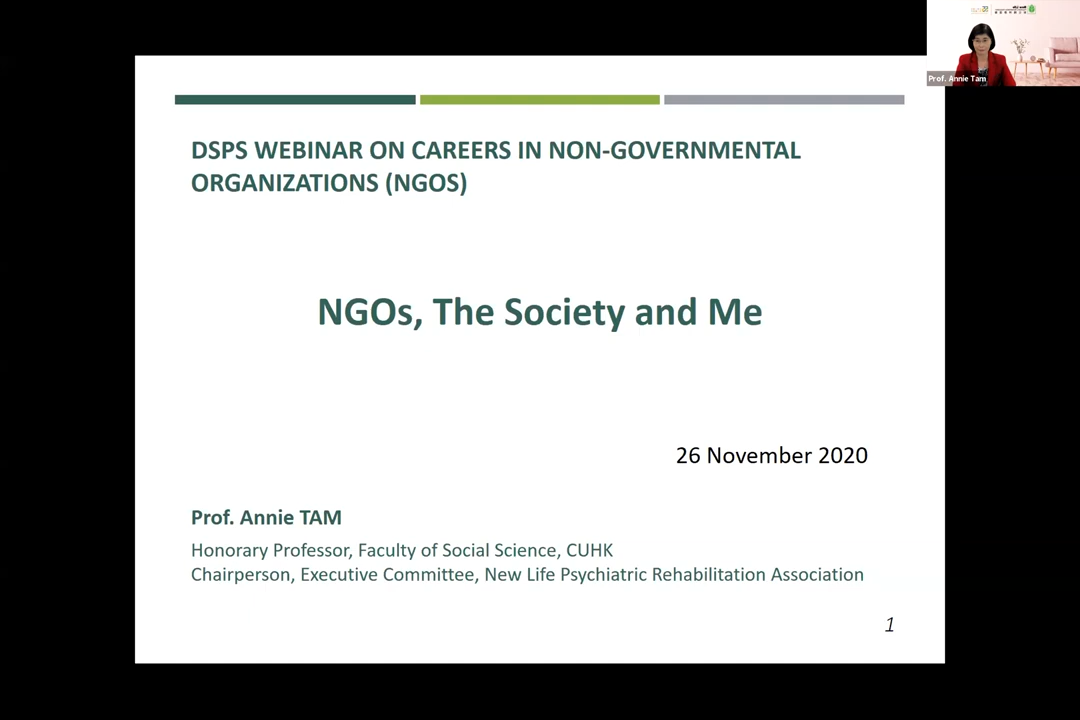 Prof. Annie Tam
DSPS WEBINAR ON CAREERS IN NON-GOVERNMENTAL
ORGANIZATIONS (NGOS)
NGOs, The Society and Me
26 November 2020
Prof. Annie TAM
Honorary Professor, Faculty of Social Science, CUHK
Chairperson, Executive Committee, New Life Psychiatric Rehabilitation Association
1